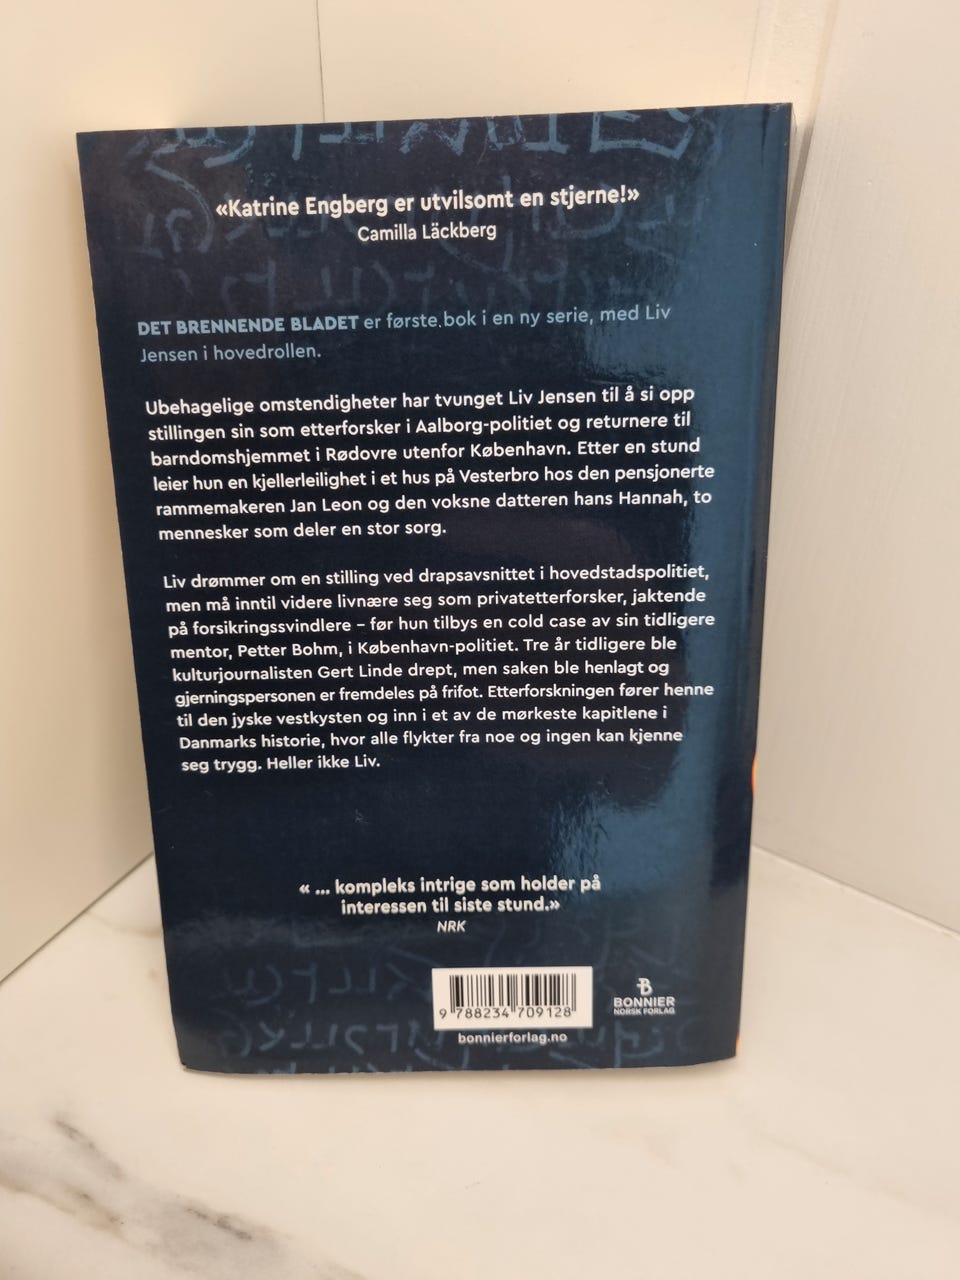 «Katrine Engberg er utvilsomt en stjerne!»
Camilla Läckberg
DET BRENNENDE BLADET er første bok i en ny serie, med Liv
Jensen i hovedrollen.
Ubehagelige omstendigheter har tvunget Liv Jensen til å si opp
stillingen sin som etterforsker i Aalborg-politiet og returnere til
barndomshjemmet i Rødovre utenfor København. Etter en stund
leier hun en kjellerleilighet i et hus på Vesterbro hos den pensjonerte
rammemakeren Jan Leon og den voksne datteren hans Hannah, to
mennesker som deler en stor sorg.
Liv drømmer om en stilling ved drapsavsnittet i hovedstadspolitiet,
men må inntil videre livnære seg som privatetterforsker, jaktende
på forsikringssvindlere – før hun tilbys en cold case av sin tidligere
mentor, Petter Bohm, i København-politiet. Tre år tidligere ble
kulturjournalisten Gert Linde drept, men saken ble henlagt og
gjerningspersonen er fremdeles på frifot. Etterforskningen fører henne
til den jyske vestkysten og inn i et av de mørkeste kapitlene i
Danmarks historie, hvor alle flykter fra noe og ingen kan kjenne
seg trygg. Heller ikke Liv.
« ... kompleks intrige som holder på
interessen til siste stund.»
NRK
9 788234 709128
BONNIER
NORSK FORLAG
bonnierforlag.no